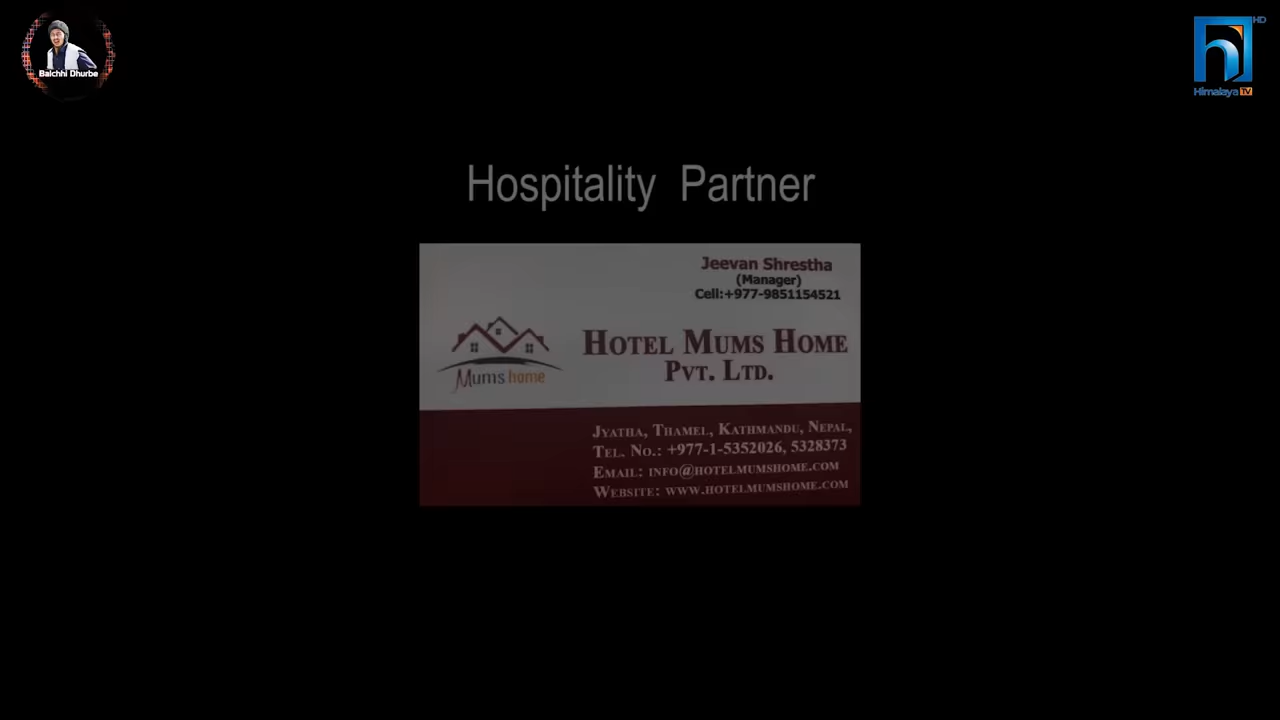 Baichhi Dhurbe
HD
Himalaya TV
Hospitality Partner
Jeevan Shrestha
(Manager)
Cell:+977-9851154521
Mums home
HOTEL MUMS HOME
PVT. LTD.
JYATHA, THAMEL, KATHMANDU, NEPAL,
TEL. NO.: +977-1-5352026, 5328373
EMAIL: INFO@HOTELMUMSHOME.COM
WEBSITE: WWW.HOTELMUMSHOME.COM